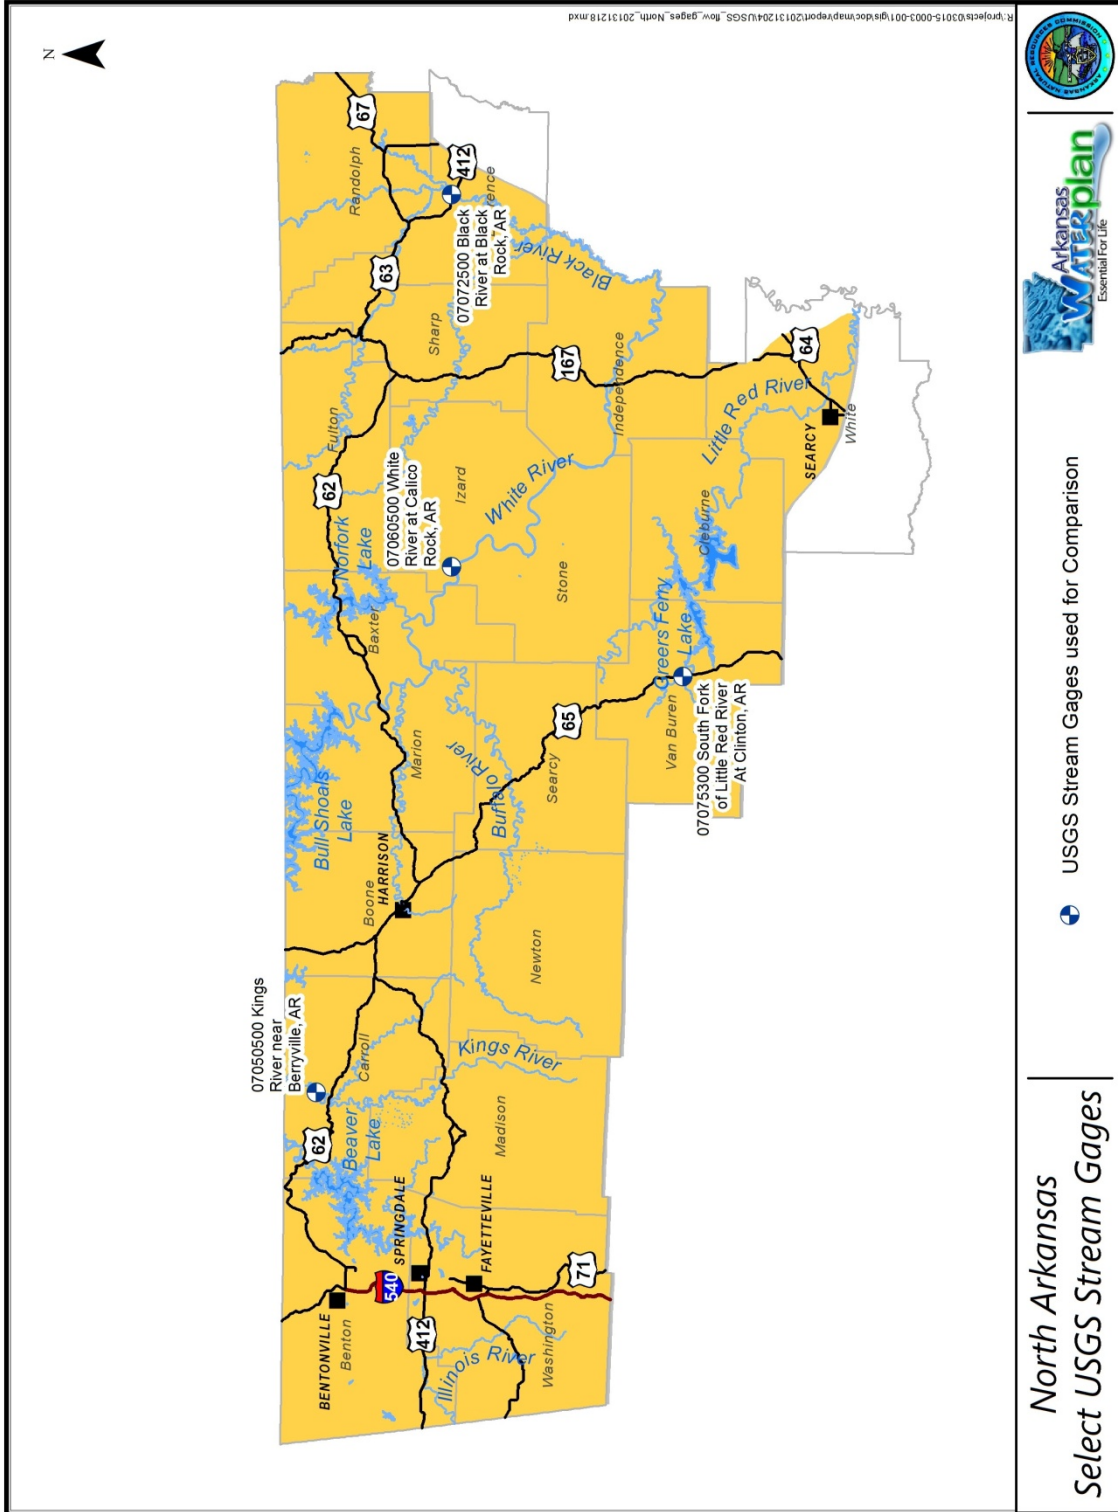 R:\projects\03015-0003-001\gis\doc\map\report\20131204\USGS_flow_gages_North_20131218.mxd
N
07050500 Kings
River near
Berryville, AR
BENTONVILLE
Benton
540
62
Beaver
Lake
Carroll
SPRINGDALE
412
FAYETTEVILLE
Illinois River
Washington
71
Madison
Kings River
Bull Shoals
Lake
Boone
HARRISON
Marion
Newton
Buffalo River
Searcy
65
Norfork
Lake
Baxter
62
Fulton
07060500 White
River at Calico
Rock, AR
Izard
White River
Stone
Sharp
63
67
Randolph
412
rence
07072500 Black
River at Black
Rock, AR
Black River
167
Independence
Van Buren
Greers Ferry
Lake
07075300 South Fork
of Little Red River
At Clinton, AR
Cleburne
Little Red River
64
SEARCY
White
North Arkansas
Select USGS Stream Gages
USGS Stream Gages used for Comparison
Arkansas
WATERplan
Essential For Life
ARKANSAS NATURAL RESOURCES COMMISSION